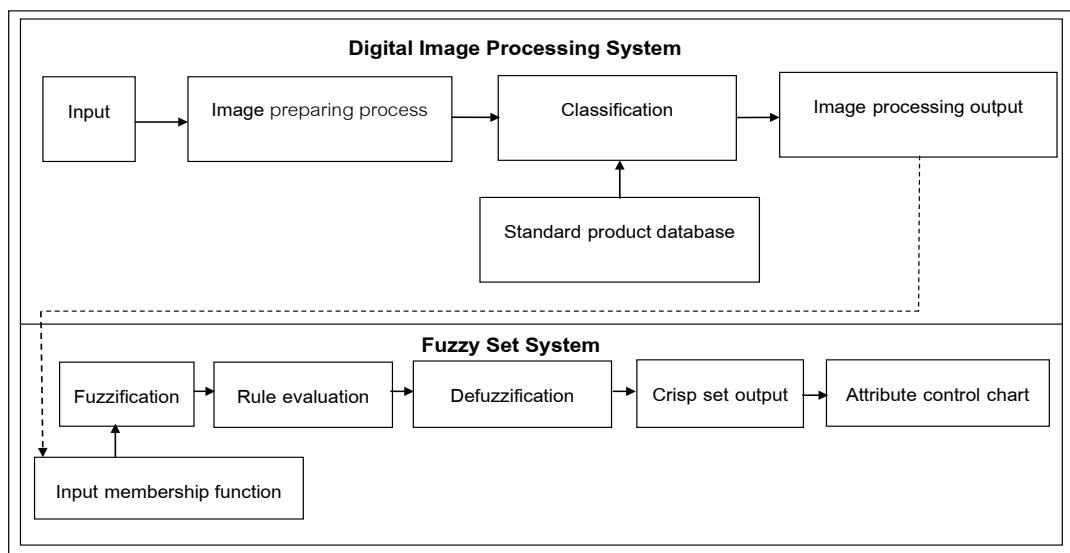 Digital Image Processing System
Input
Image preparing process
Classification
Image processing output
Standard product database
Fuzzy Set System
Fuzzification
Rule evaluation
Defuzzification
Crisp set output
Attribute control chart
Input membership function